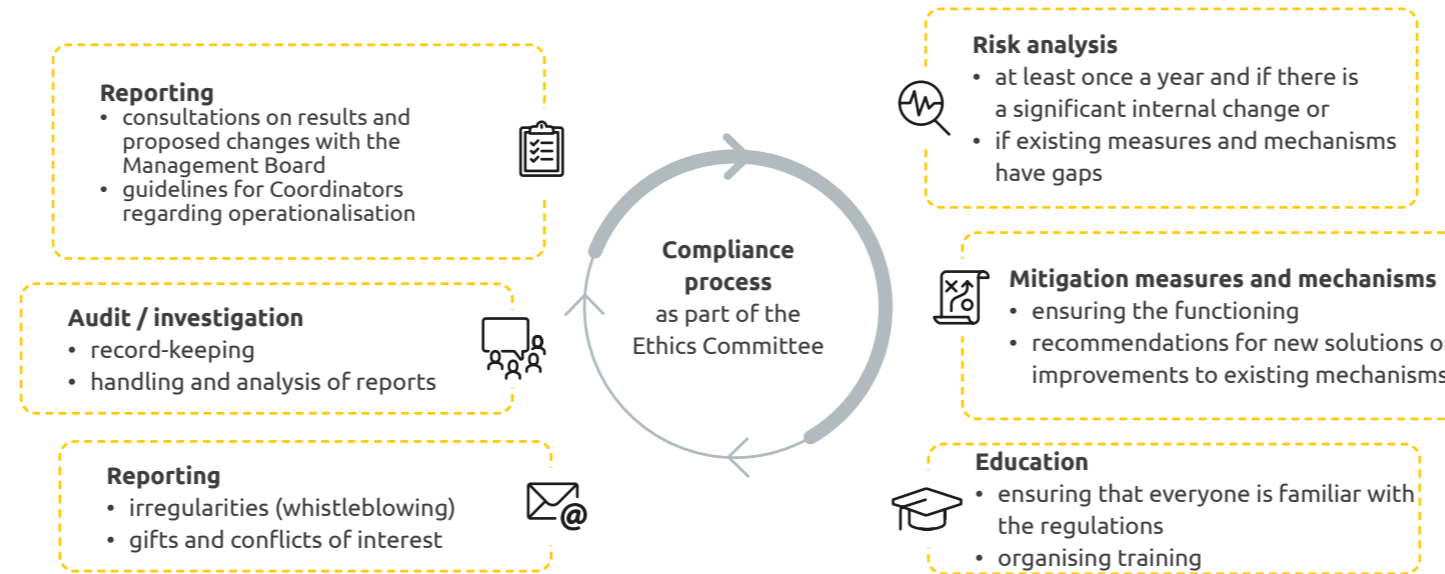 Reporting
• consultations on results and
proposed changes with the
Management Board
• guidelines for Coordinators
regarding operationalisation
Audit / investigation
• record-keeping
• handling and analysis of reports
Reporting
• irregularities (whistleblowing)
• gifts and conflicts of interest
Compliance
process
as part of the
Ethics Committee
Risk analysis
• at least once a year and if there is
a significant internal change or
• if existing measures and mechanisms
have gaps
Mitigation measures and mechanisms
• ensuring the functioning
• recommendations for new solutions
improvements to existing mechanisms
Education
• ensuring that everyone is familiar with
the regulations
• organising training